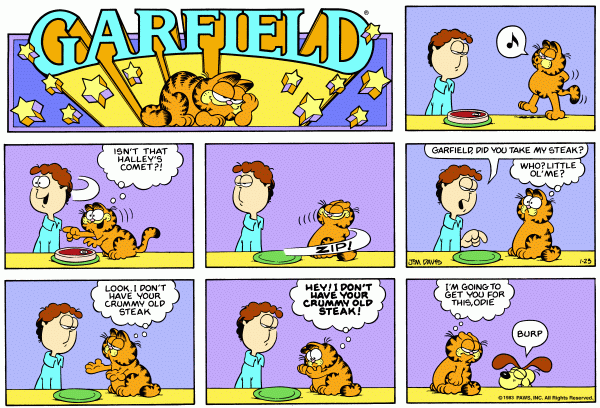 GARFIELD
®
ISN'T THAT
HALLEY'S
COMET?!
ZIP!
GARFIELD, DID YOU TAKE MY STEAK?
WHO? LITTLE
OL' ME?
JIM DAVIS
1-23
LOOK. I DON'T
HAVE YOUR
CRUMMY OLD
STEAK
HEY! I DON'T
HAVE YOUR
CRUMMY OLD
STEAK!
I'M GOING TO
GET YOU FOR
THIS, ODIE
BURP
© 1983 PAWS, INC. All Rights Reserved.